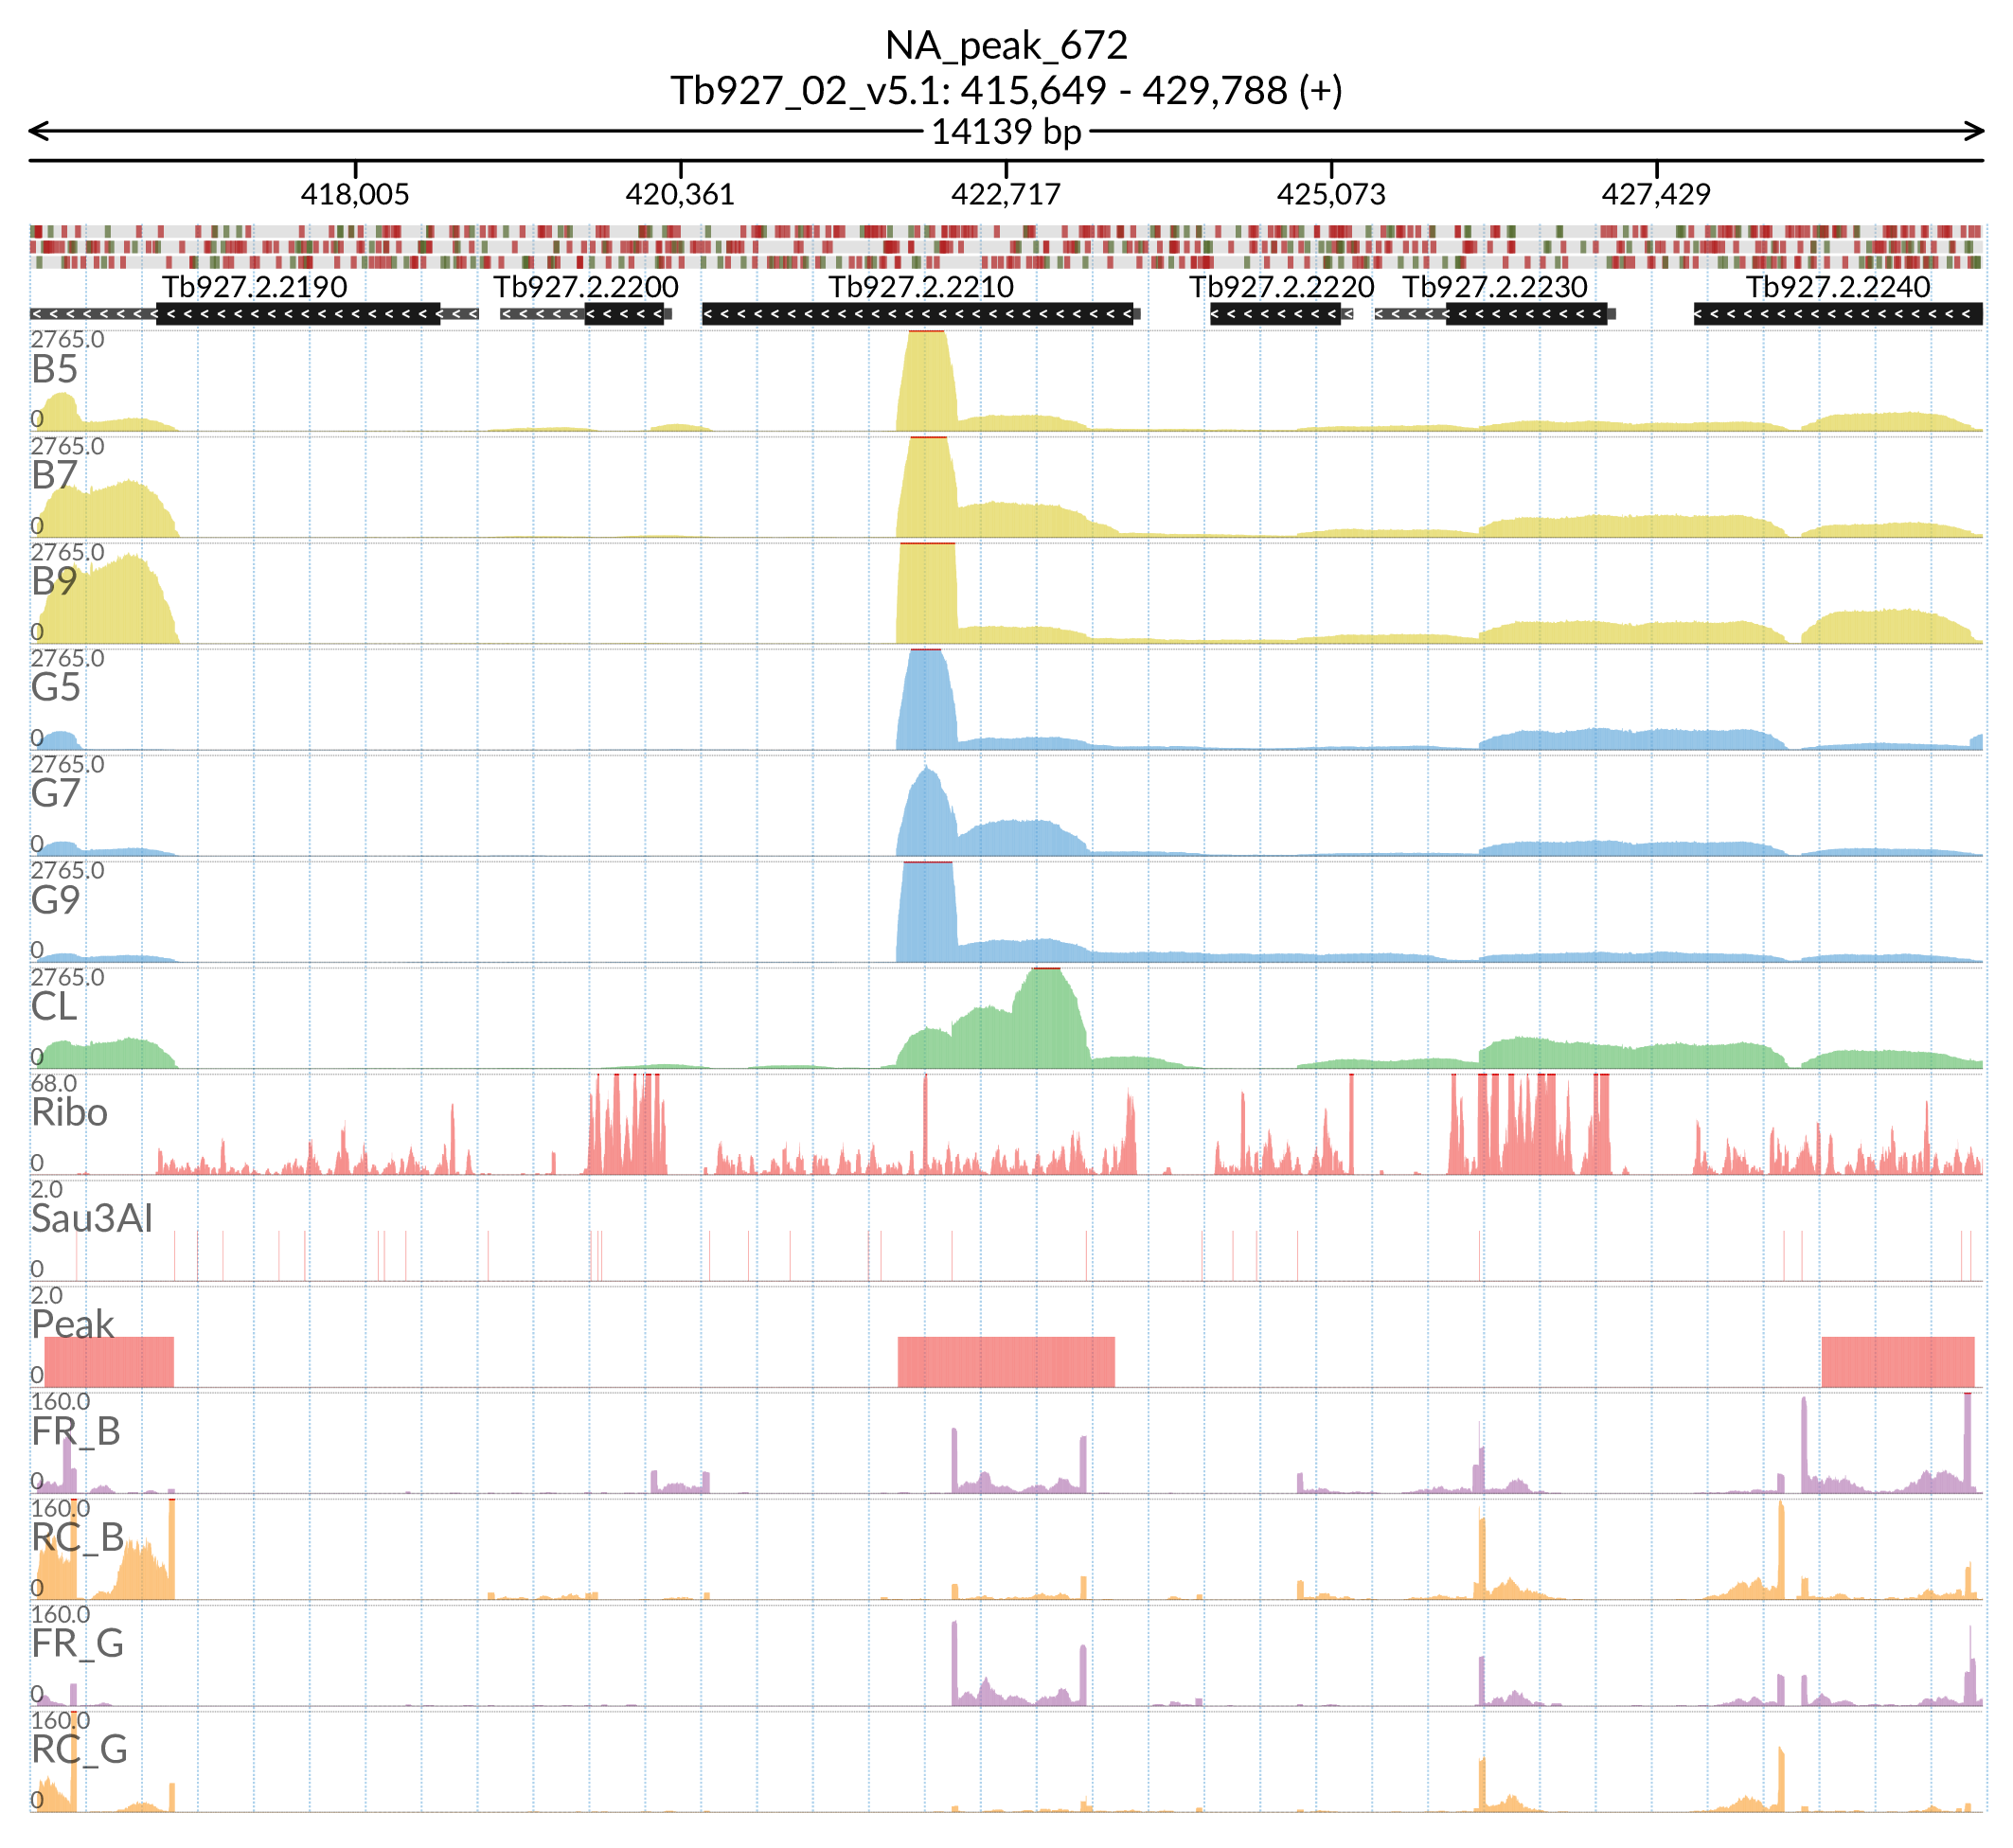 NA_peak_672
Tb927_02_v5.1: 415,649 - 429,788 (+)
14139 bp
418,005 420,361 422,717 425,073 427,429
Tb927.2.2190 Tb927.2.2200 Tb927.2.2210 Tb927.2.2220 Tb927.2.2230 Tb927.2.2240
2765.0
B5
0
2765.0
B7
0
2765.0
B9
0
2765.0
G5
0
2765.0
G7
0
2765.0
G9
0
2765.0
CL
0
68.0
Ribo
0
2.0
Sau3AI
0
2.0
Peak
0
160.0
FR_B
0
160.0
RC_B
0
160.0
FR_G
0
160.0
RC_G
0